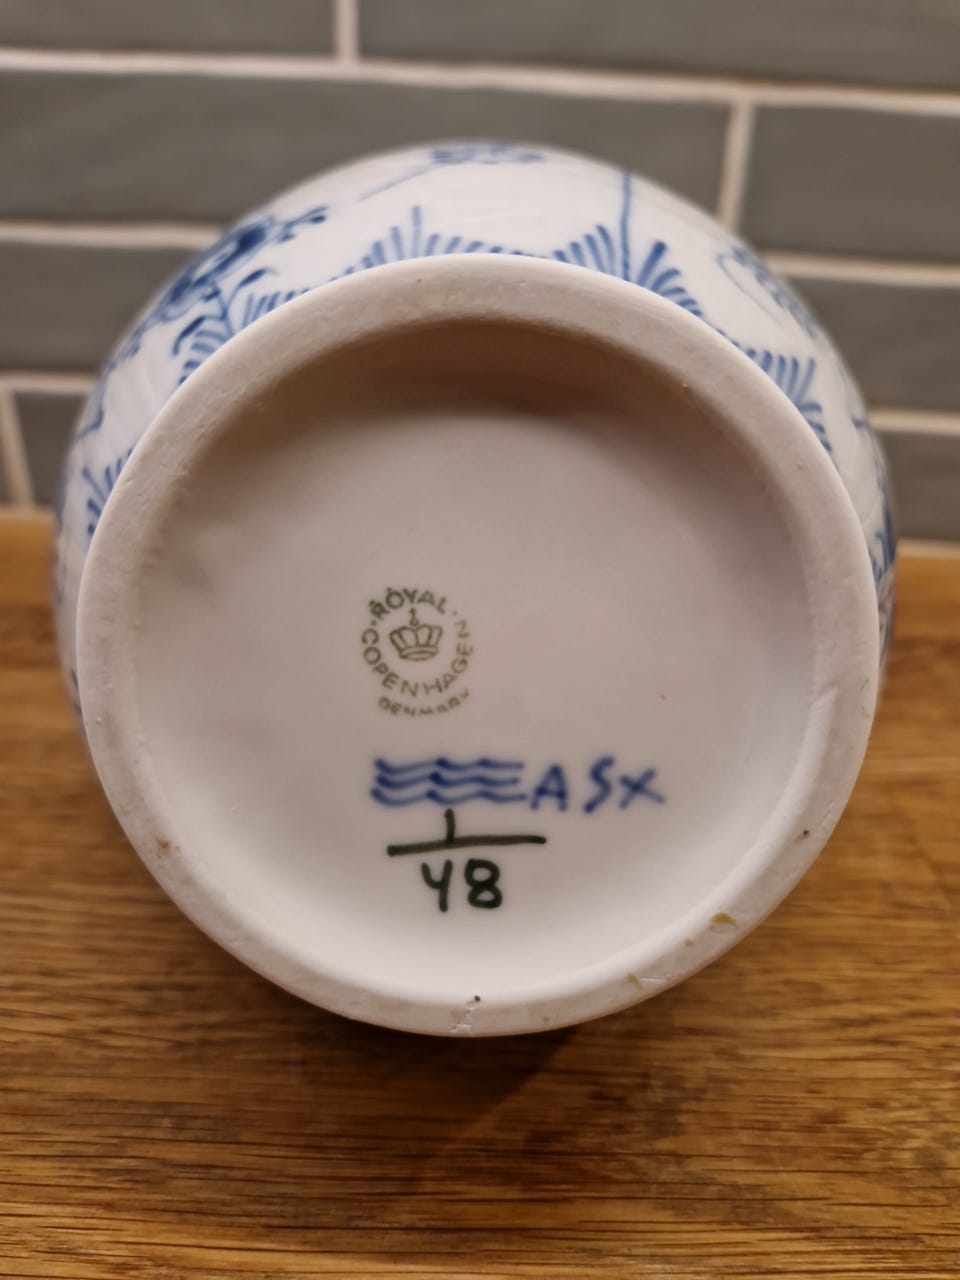 ROYAL
COPENHAGEN
DENMARK
ASX
1
48